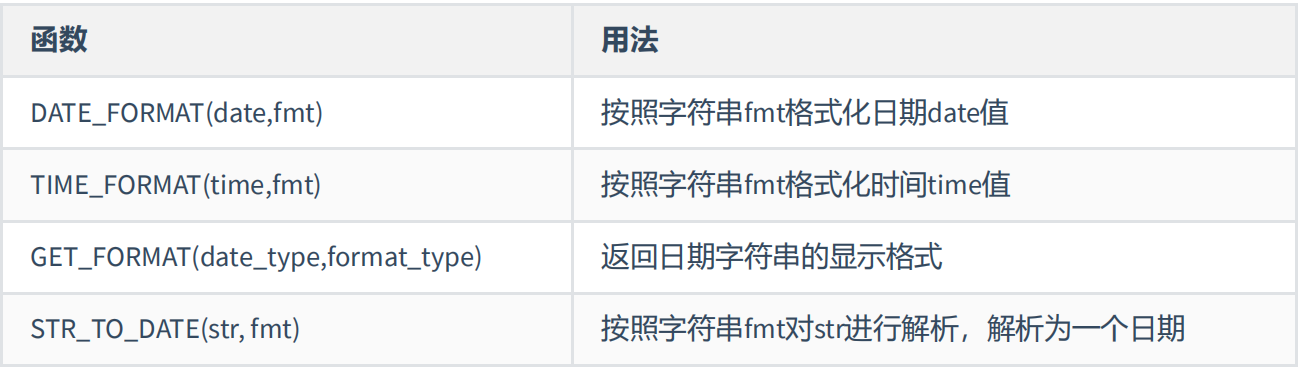 函数 用法
DATE_FORMAT(date,fmt) 按照字符串fmt格式化日期date值
TIME_FORMAT(time,fmt) 按照字符串fmt格式化时间time值
GET_FORMAT(date_type,format_type) 返回日期字符串的显示格式
STR_TO_DATE(str, fmt) 按照字符串fmt对str进行解析，解析为一个日期